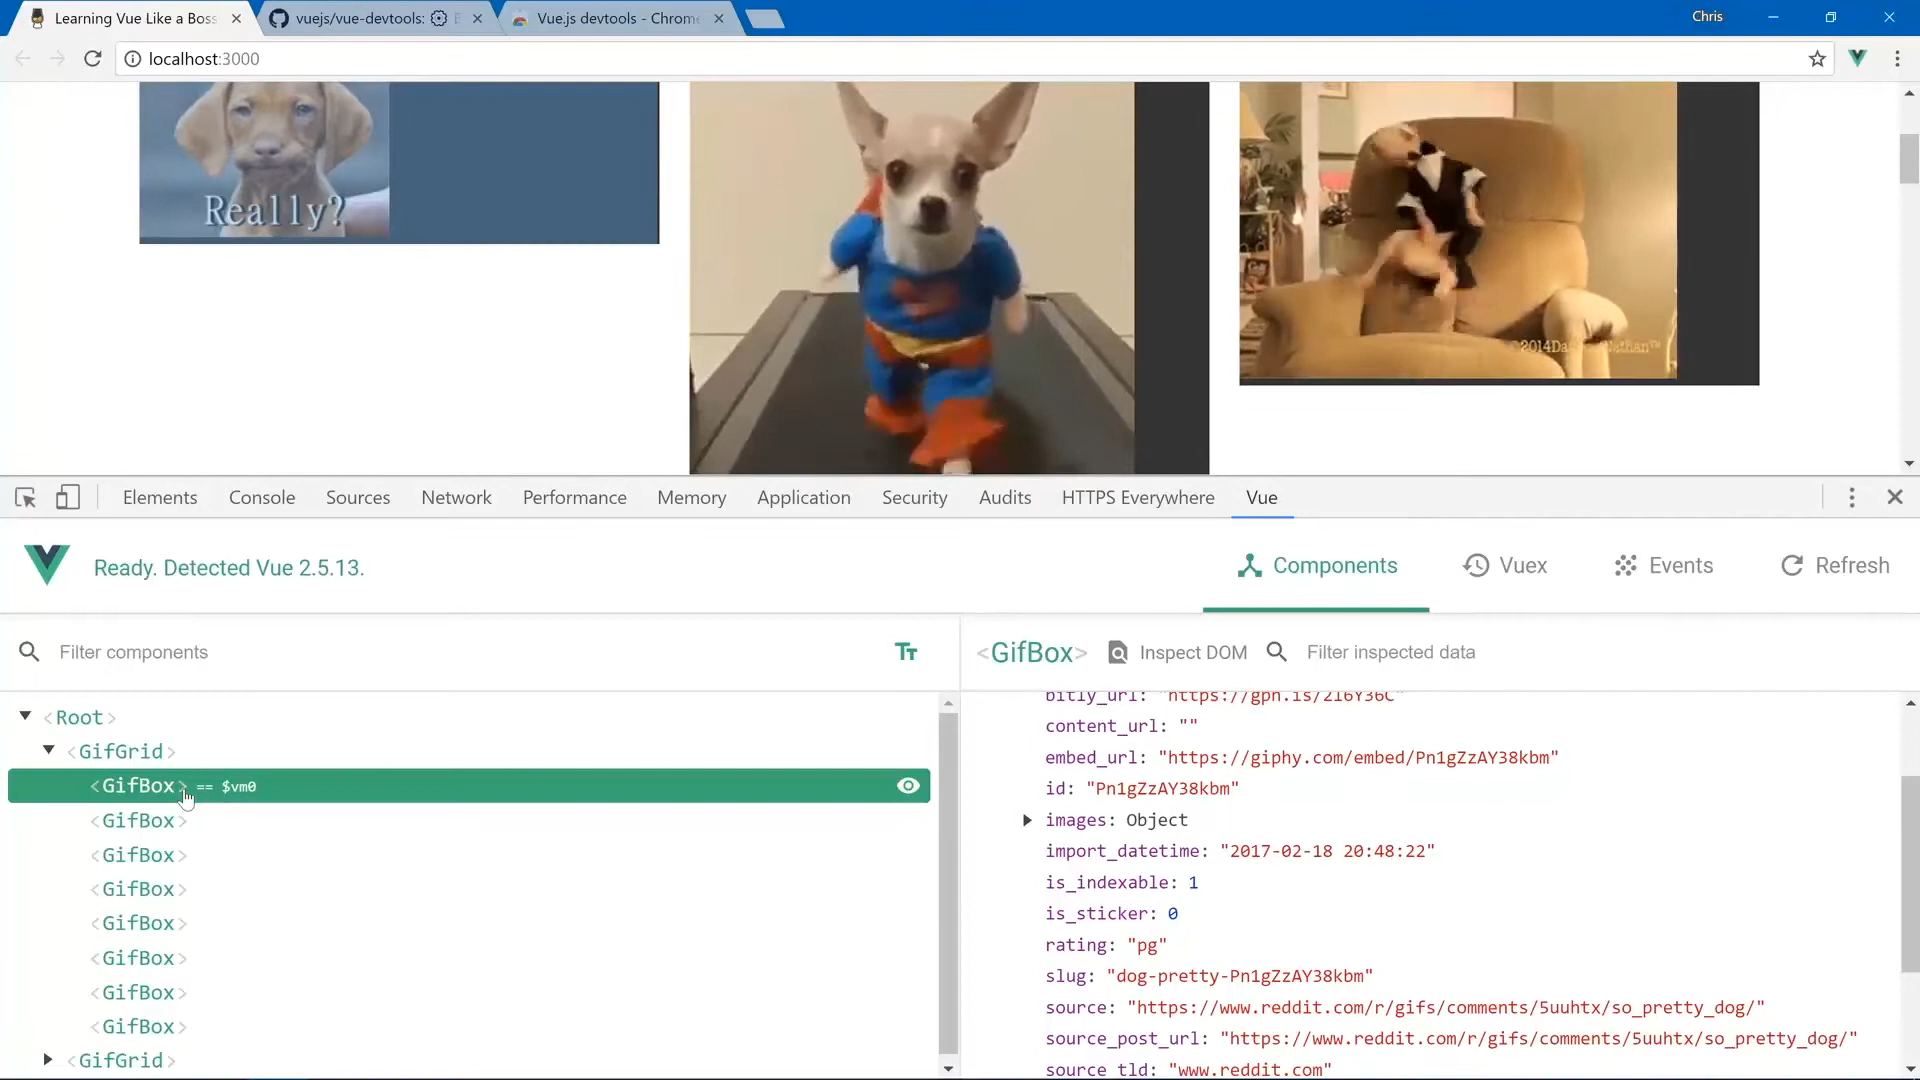 Learning Vue Like a Boss
vuejs/vue-devtools:
Vue.js devtools - Chrome
Chris
localhost:3000
Really?
Elements
Console
Sources
Network
Performance
Memory
Application
Security
Audits
HTTPS Everywhere
Vue
Ready. Detected Vue 2.5.13.
Components
Vuex
Events
Refresh
Filter components
<GifBox>
Inspect DOM
Filter inspected data
<Root>
<GifGrid>
<GifBox> == $vm0
<GifBox>
<GifBox>
<GifBox>
<GifBox>
<GifBox>
<GifBox>
<GifBox>
<GifGrid>
content_url: ""
embed_url: "https://giphy.com/embed/Pn1gZzAY38kbm"
id: "Pn1gZzAY38kbm"
images: Object
import_datetime: "2017-02-18 20:48:22"
is_indexable: 1
is_sticker: 0
rating: "pg"
slug: "dog-pretty-Pn1gZzAY38kbm"
source: "https://www.reddit.com/r/gifs/comments/5uuhtx/so_pretty_dog/"
source_post_url: "https://www.reddit.com/r/gifs/comments/5uuhtx/so_pretty_dog/"
source_tld: "www.reddit.com"